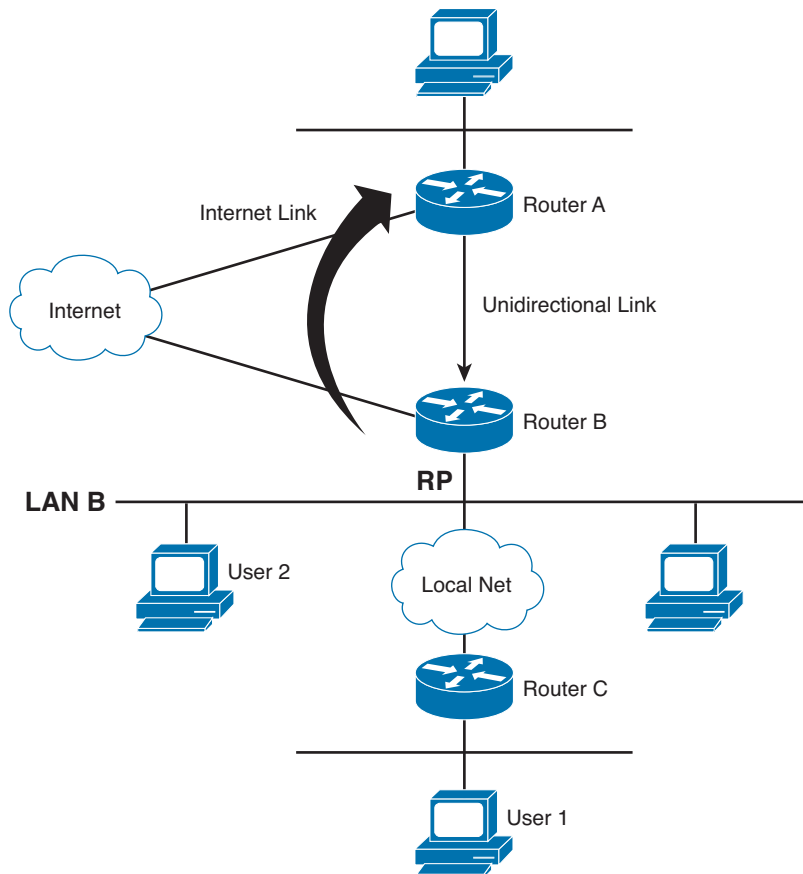 Router A
Internet Link
Internet
Unidirectional Link
Router B
RP
LAN B
User 2
Local Net
Router C
User 1